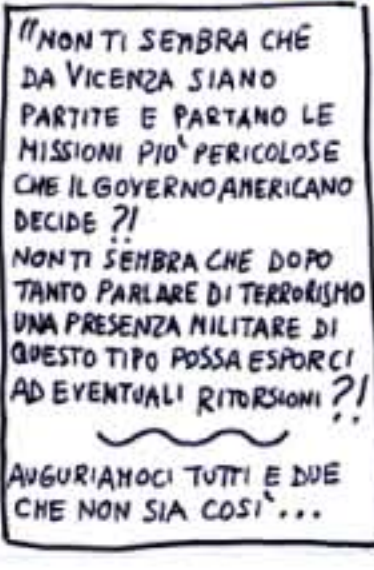 "NON TI SEMBRA CHE
DA VICENZA SIANO
PARTITE E PARTANO LE
MISSIONI PIO' PERICOLOSE
CHE IL GOVERNO AMERICANO
DECIDE ?!
NON TI SEMBRA CHE DOPO
TANTO PARLARE DI TERRORISMO
UNA PRESENZA MILITARE DI
QUESTO TIPO POSSA ESPORCI
AD EVENTUALI RITORSIONI ?!
AUGURIAMOCI TUTTI E DUE
CHE NON SIA COSI'...